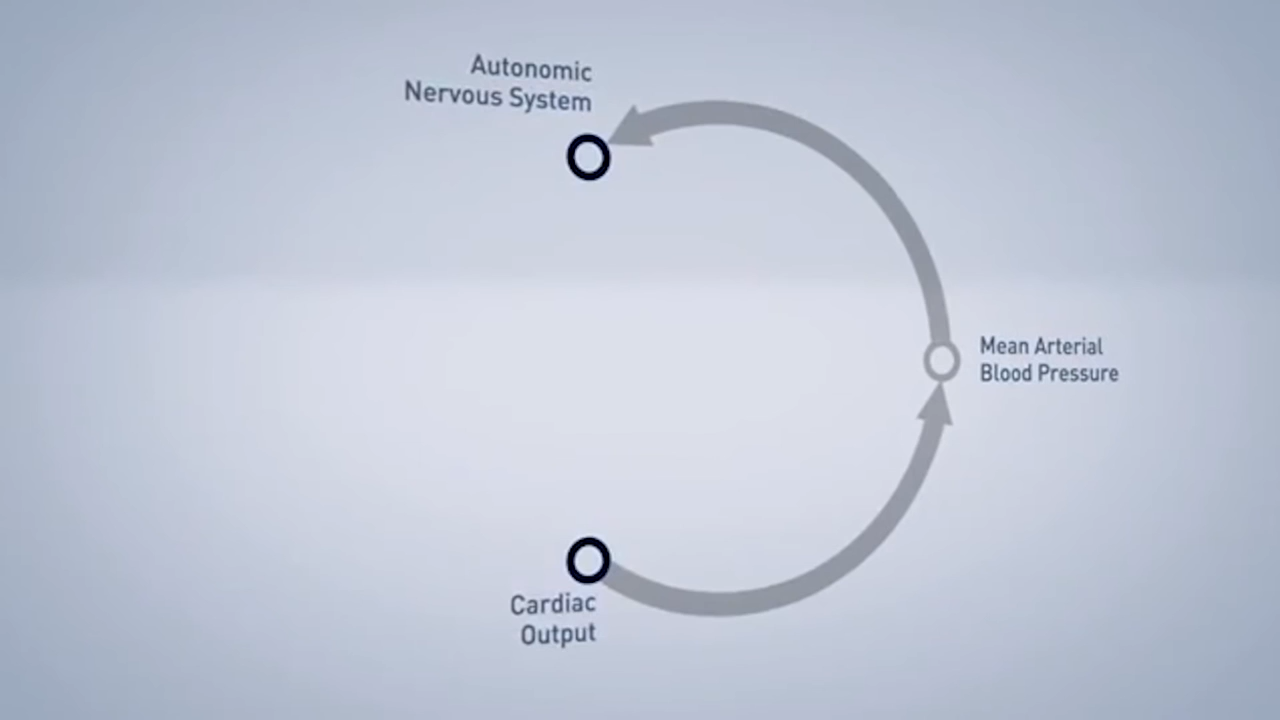 Autonomic
Nervous System
Mean Arterial
Blood Pressure
Cardiac
Output